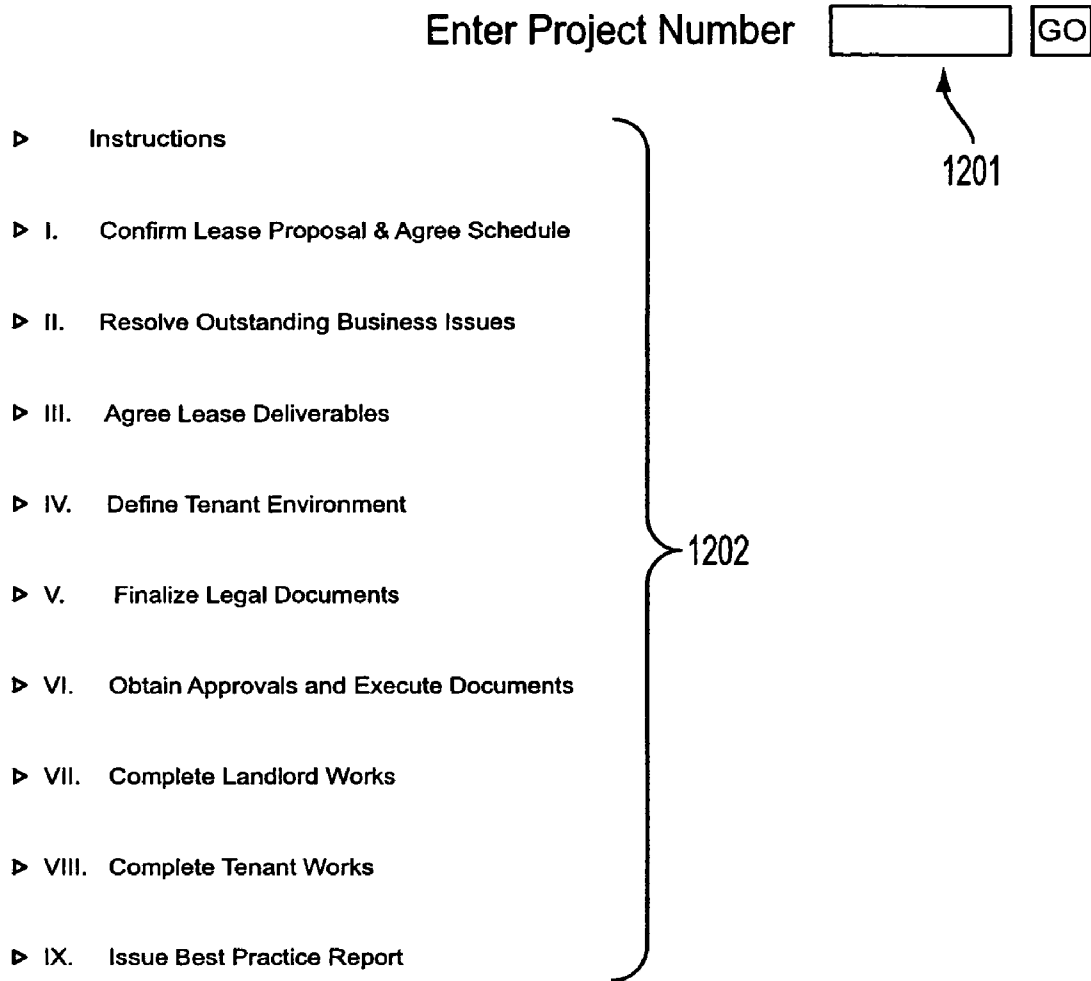 Enter Project Number GO
1201
Instructions
I. Confirm Lease Proposal & Agree Schedule
II. Resolve Outstanding Business Issues
III. Agree Lease Deliverables
IV. Define Tenant Environment
1202
V. Finalize Legal Documents
VI. Obtain Approvals and Execute Documents
VII. Complete Landlord Works
VIII. Complete Tenant Works
IX. Issue Best Practice Report